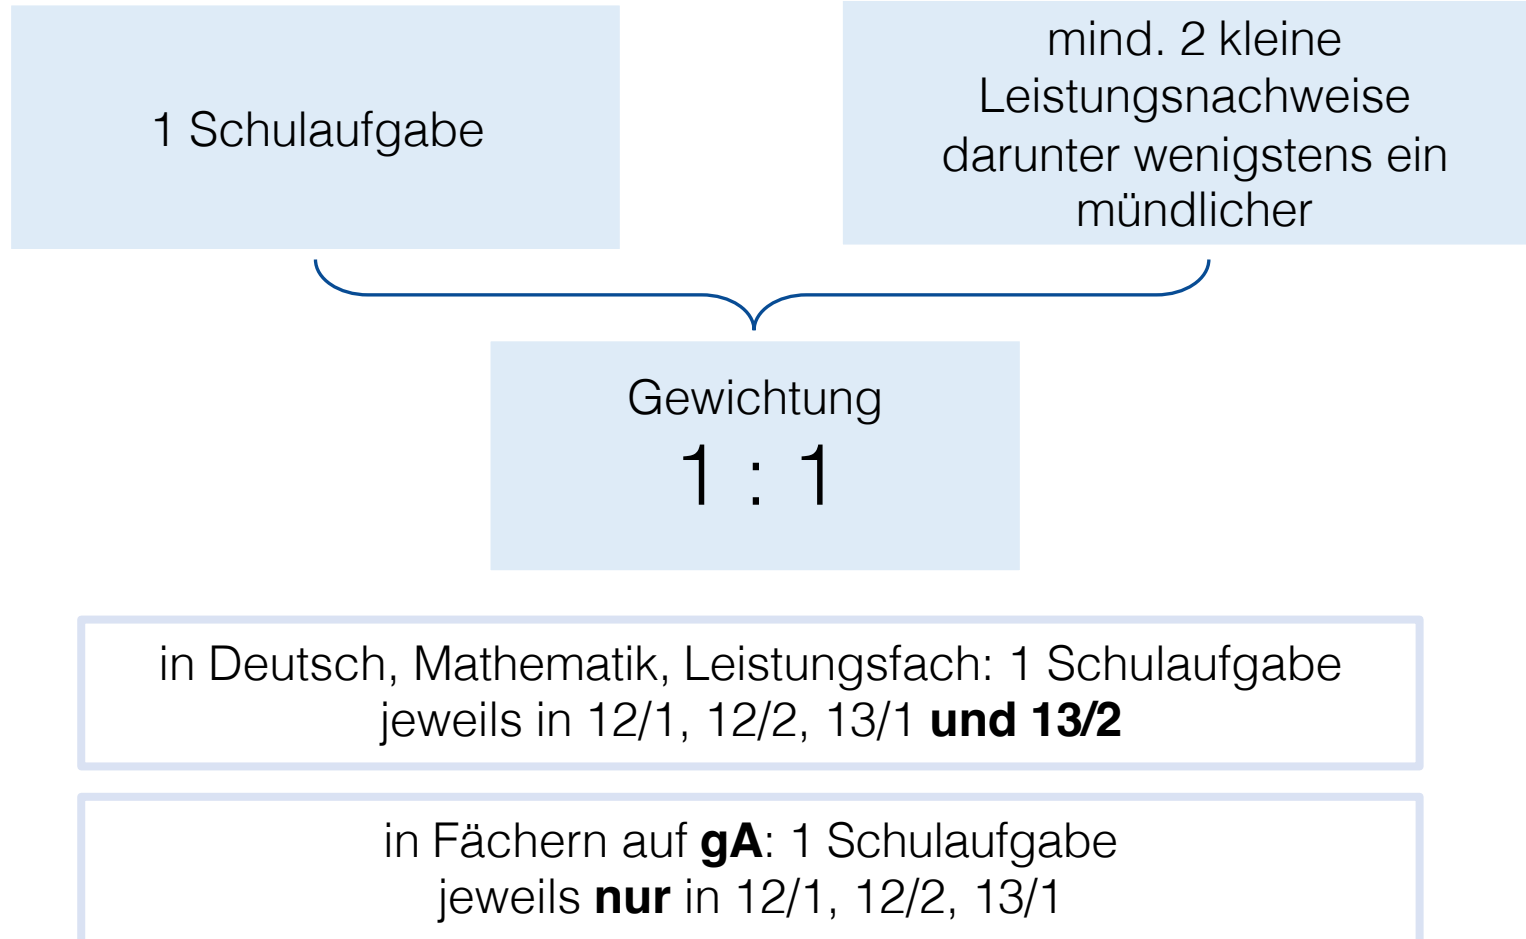 1 Schulaufgabe
mind. 2 kleine
Leistungsnachweise
darunter wenigstens ein
mündlicher
Gewichtung
1 : 1
in Deutsch, Mathematik, Leistungsfach: 1 Schulaufgabe
jeweils in 12/1, 12/2, 13/1 und 13/2
in Fächern auf gA: 1 Schulaufgabe
jeweils nur in 12/1, 12/2, 13/1